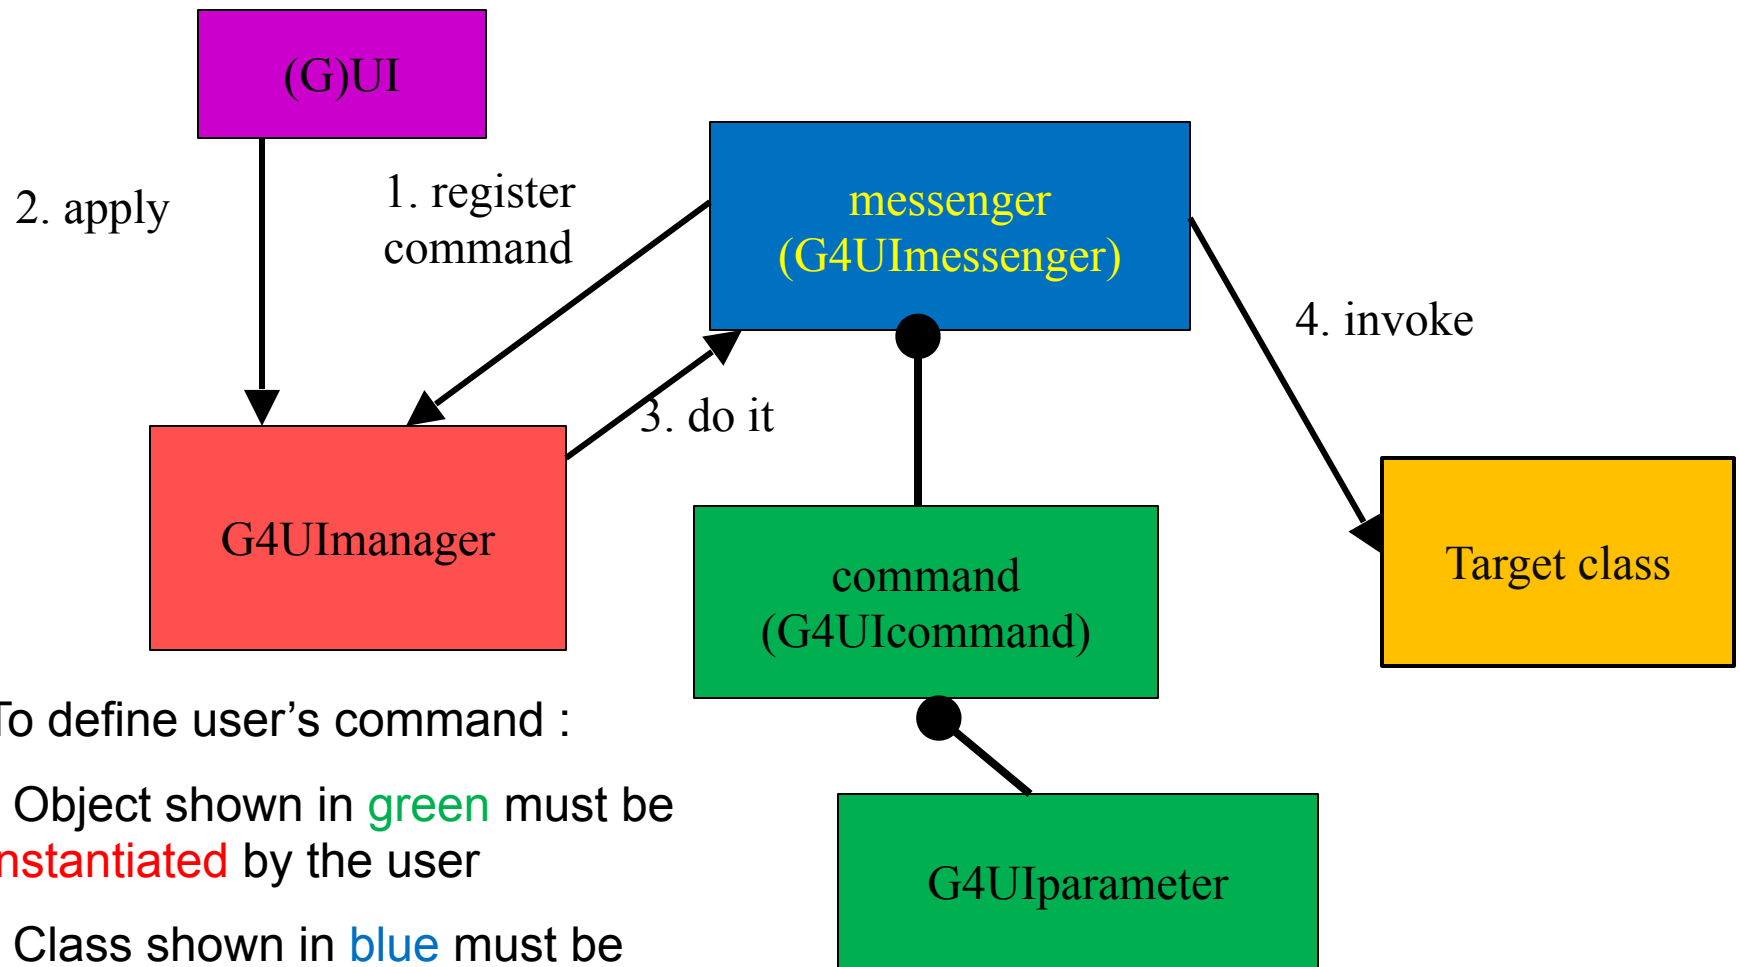 (G)UI
2. apply
1. register
command
messenger
(G4UImessenger)
4. invoke
3. do it
G4UImanager
command
(G4UIcommand)
Target class
G4UIparameter
To define user’s command :
Object shown in green must be
nstantiated by the user
Class shown in blue must be